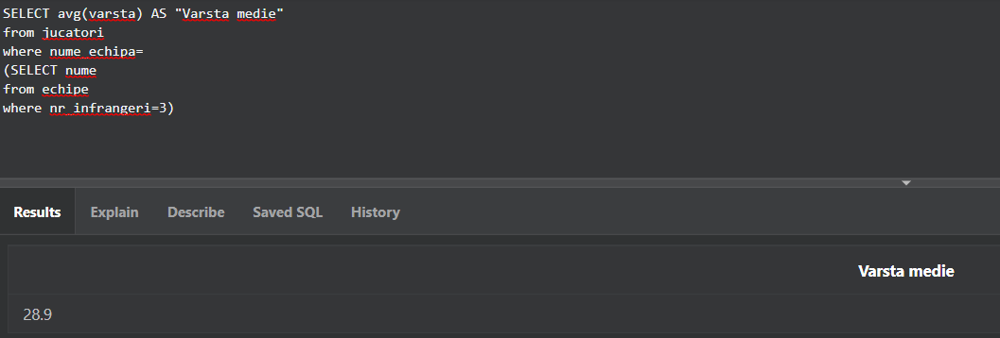 SELECT avg(varsta) AS "Varsta medie"
from jucatori
where nume_echipa=
(SELECT nume
from echipe
where nr_infrangeri=3)
Results Explain Describe Saved SQL History
Varsta medie
28.9